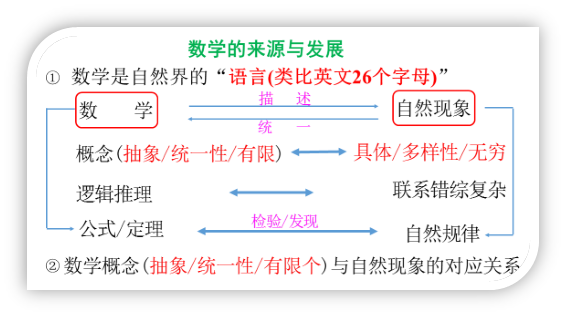 数学的来源与发展
① 数学是自然界的“语言(类比英文26个字母)”
数 学 描 述 自然现象
统 一
概念(抽象/统一性/有限) 具体/多样性/无穷
逻辑推理 联系错综复杂
公式/定理 检验/发现 自然规律
②数学概念(抽象/统一性/有限个)与自然现象的对应关系